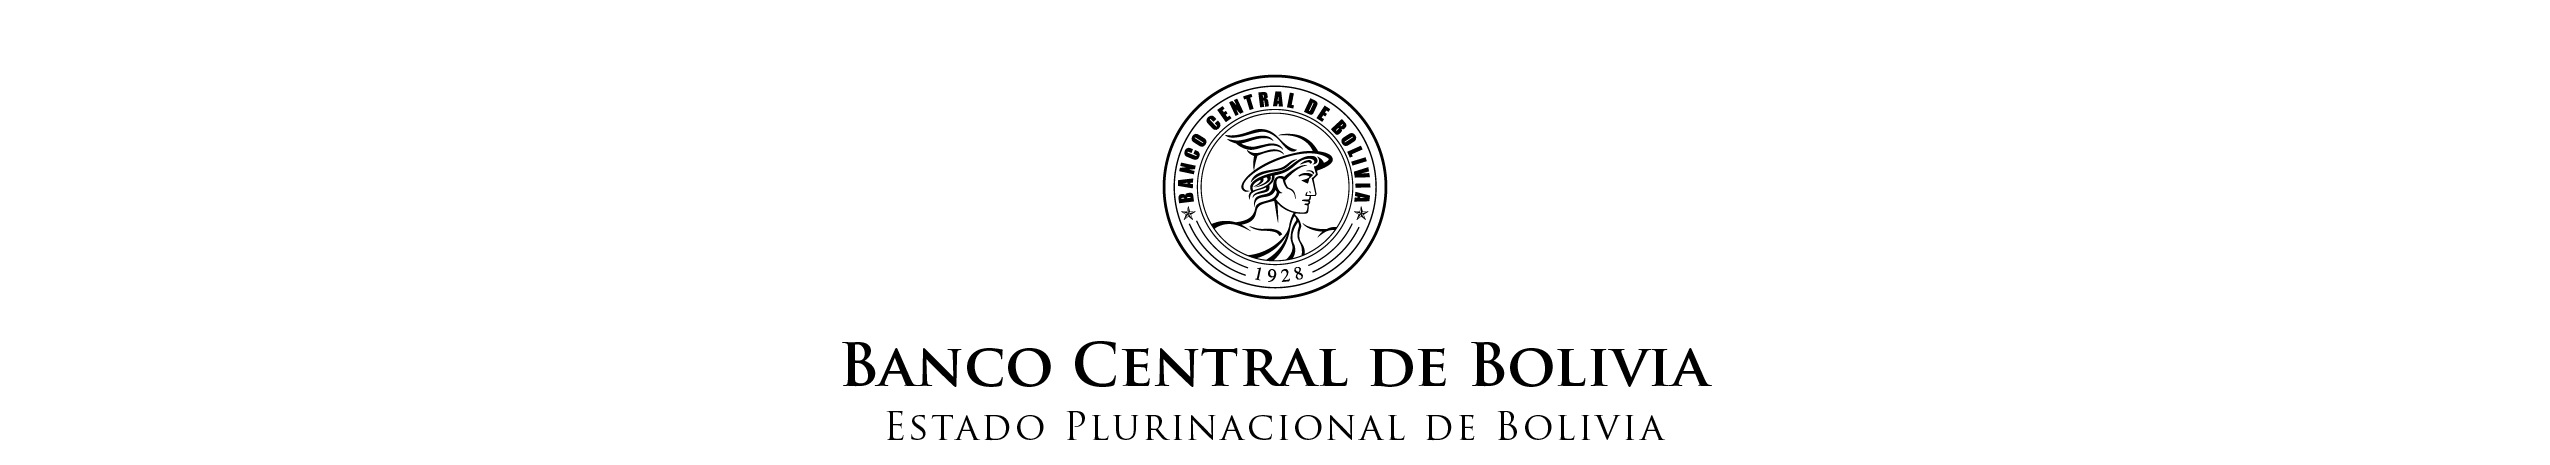 BANCO CENTRAL DE BOLIVIA
1928
BANCO CENTRAL DE BOLIVIA
ESTADO PLURINACIONAL DE BOLIVIA